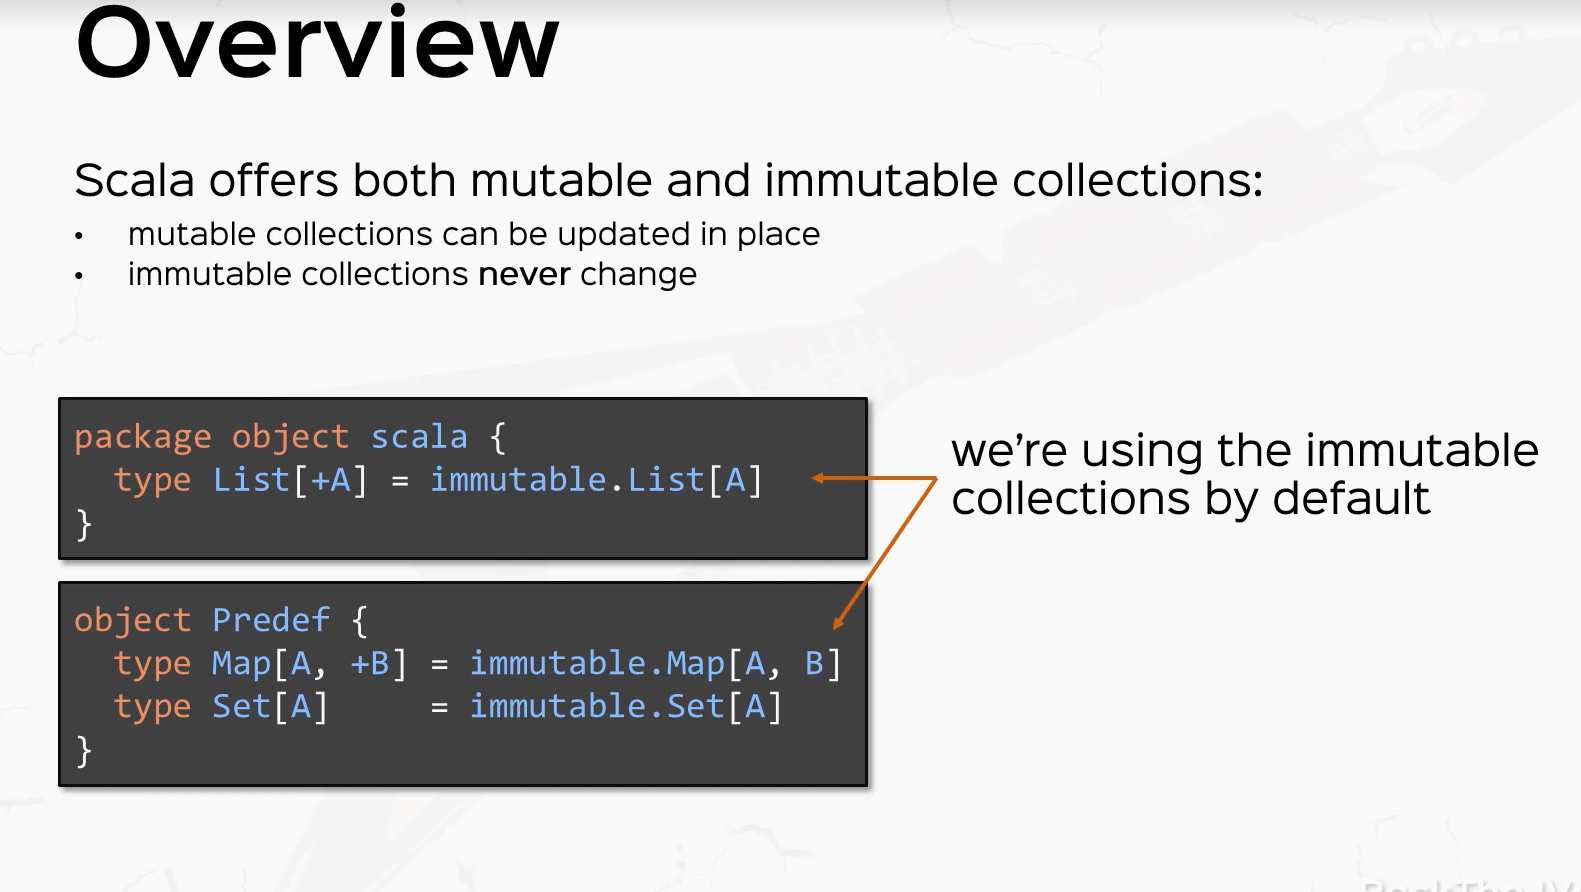 Overview
Scala offers both mutable and immutable collections:
• mutable collections can be updated in place
• immutable collections never change
package object scala {
  type List[+A] = immutable.List[A]
}
we're using the immutable
collections by default
object Predef {
  type Map[A, +B] = immutable.Map[A, B]
  type Set[A]     = immutable.Set[A]
}